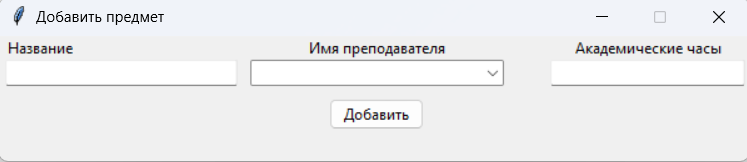 Добавить предмет
Название Имя преподавателя Академические часы
Добавить